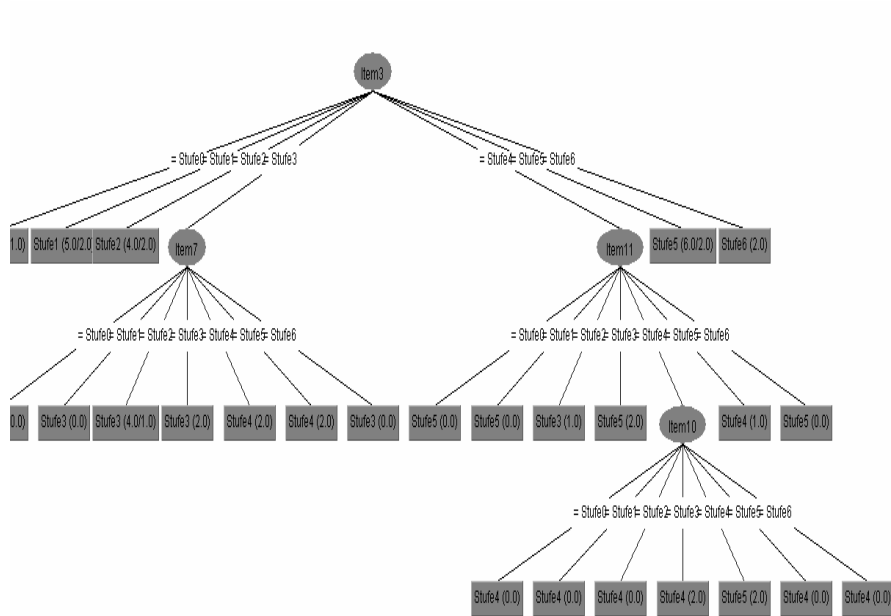 Item3
= Stufe0= Stufe1= Stufe2= Stufe3 = Stufe4= Stufe5= Stufe6
1.0) Stufe1 (5.0/2.0 Stufe2 (4.0/2.0) Item7 Item11 Stufe5 (6.0/2.0) Stufe6 (2.0)
= Stufe0= Stufe1= Stufe2= Stufe3= Stufe4= Stufe5= Stufe6 = Stufe0= Stufe1= Stufe2= Stufe3= Stufe4= Stufe5= Stufe6
0.0) Stufe3 (0.0) Stufe3 (4.0/1.0) Stufe3 (2.0) Stufe4 (2.0) Stufe4 (2.0) Stufe3 (0.0) Stufe5 (0.0) Stufe5 (0.0) Stufe3 (1.0) Stufe5 (2.0) Item10 Stufe4 (1.0) Stufe5 (0.0)
= Stufe0= Stufe1= Stufe2= Stufe3= Stufe4= Stufe5= Stufe6
Stufe4 (0.0) Stufe4 (0.0) Stufe4 (0.0) Stufe4 (2.0) Stufe5 (2.0) Stufe4 (0.0) Stufe4 (0.0)